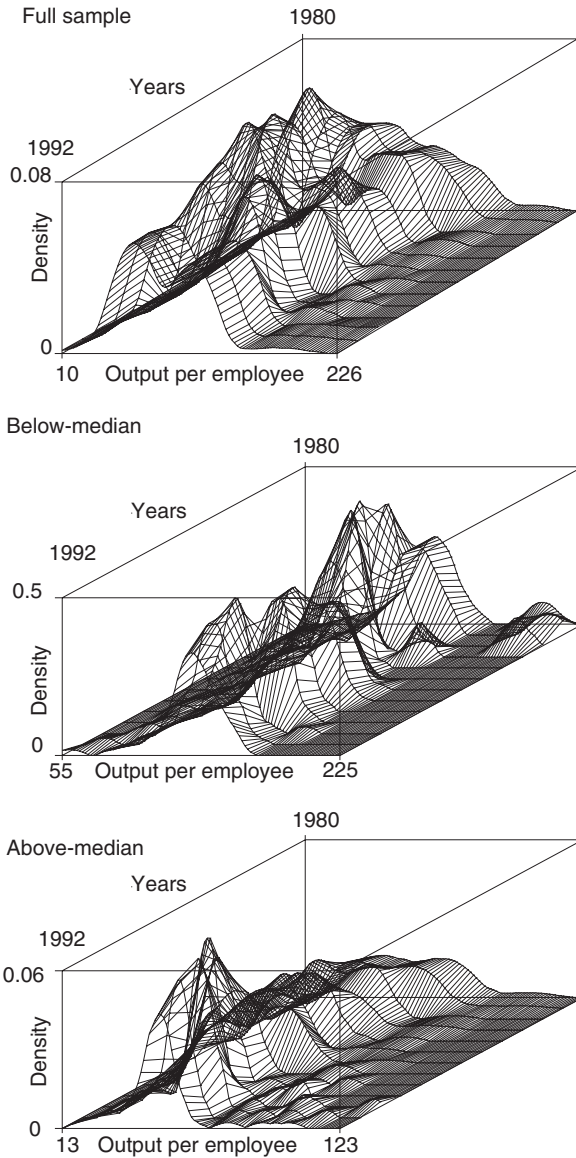 Full sample
1980
Years
1992
0.08
Density
0
10 Output per employee 226
Below-median
1980
Years
1992
0.5
Density
0
55 Output per employee 225
Above-median
1980
Years
1992
0.06
Density
0
13 Output per employee 123